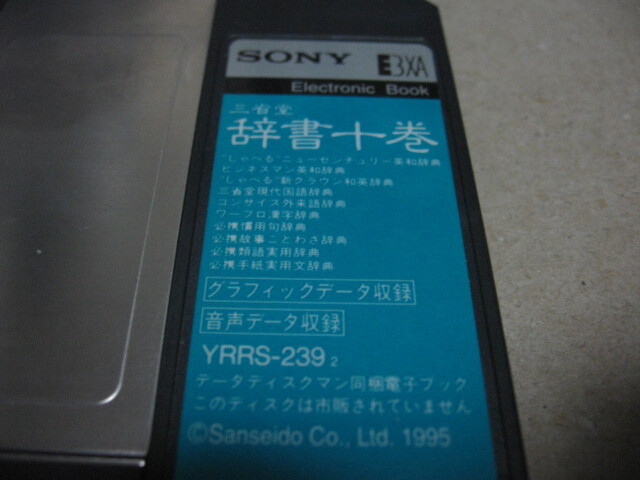 SONY
EBXA
Electronic Book
三省堂
辞書十巻
"しゃべる"ニューセンチュリー英和辞典
ビジネスマン英和辞典
"しゃべる"新クラウン和英辞典
三省堂現代国語辞典
コンサイス外来語辞典
ワープロ漢字辞典
必携慣用句辞典
必携故事ことわざ辞典
必携類語実用辞典
必携手紙実用文辞典
グラフィックデータ収録
音声データ収録
YRRS-239 2
データディスクマン同梱電子ブック
このディスクは市販されていません
©Sanseido Co., Ltd. 1995